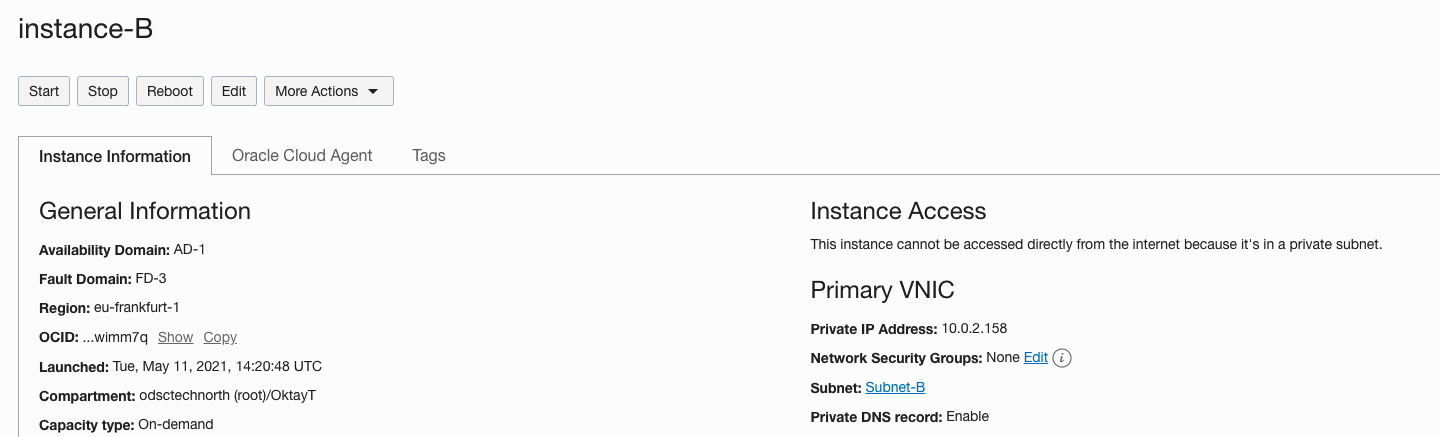 instance-B
Start Stop Reboot Edit More Actions
Instance Information Oracle Cloud Agent Tags
General Information
Availability Domain: AD-1
Fault Domain: FD-3
Region: eu-frankfurt-1
OCID: ...wimm7q Show Copy
Launched: Tue, May 11, 2021, 14:20:48 UTC
Compartment: odsctechnorth (root)/OktayT
Capacity type: On-demand
Instance Access
This instance cannot be accessed directly from the internet because it's in a private subnet.
Primary VNIC
Private IP Address: 10.0.2.158
Network Security Groups: None Edit i
Subnet: Subnet-B
Private DNS record: Enable